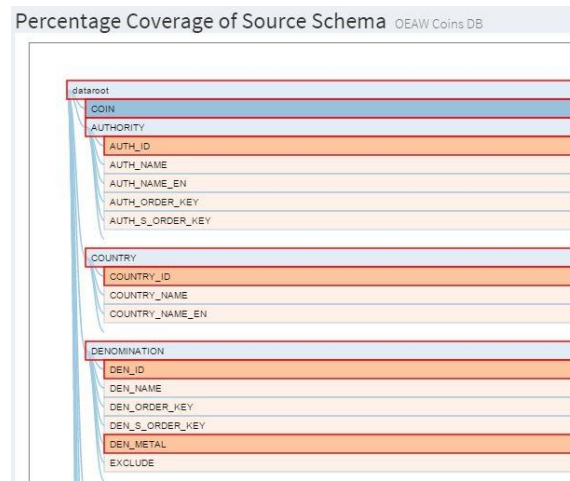 Percentage Coverage of Source Schema OEAW Coins DB
dataroot
COIN
AUTHORITY
AUTH_ID
AUTH_NAME
AUTH_NAME_EN
AUTH_ORDER_KEY
AUTH_S_ORDER_KEY
COUNTRY
COUNTRY_ID
COUNTRY_NAME
COUNTRY_NAME_EN
DENOMINATION
DEN_ID
DEN_NAME
DEN_ORDER_KEY
DEN_S_ORDER_KEY
DEN_METAL
EXCLUDE